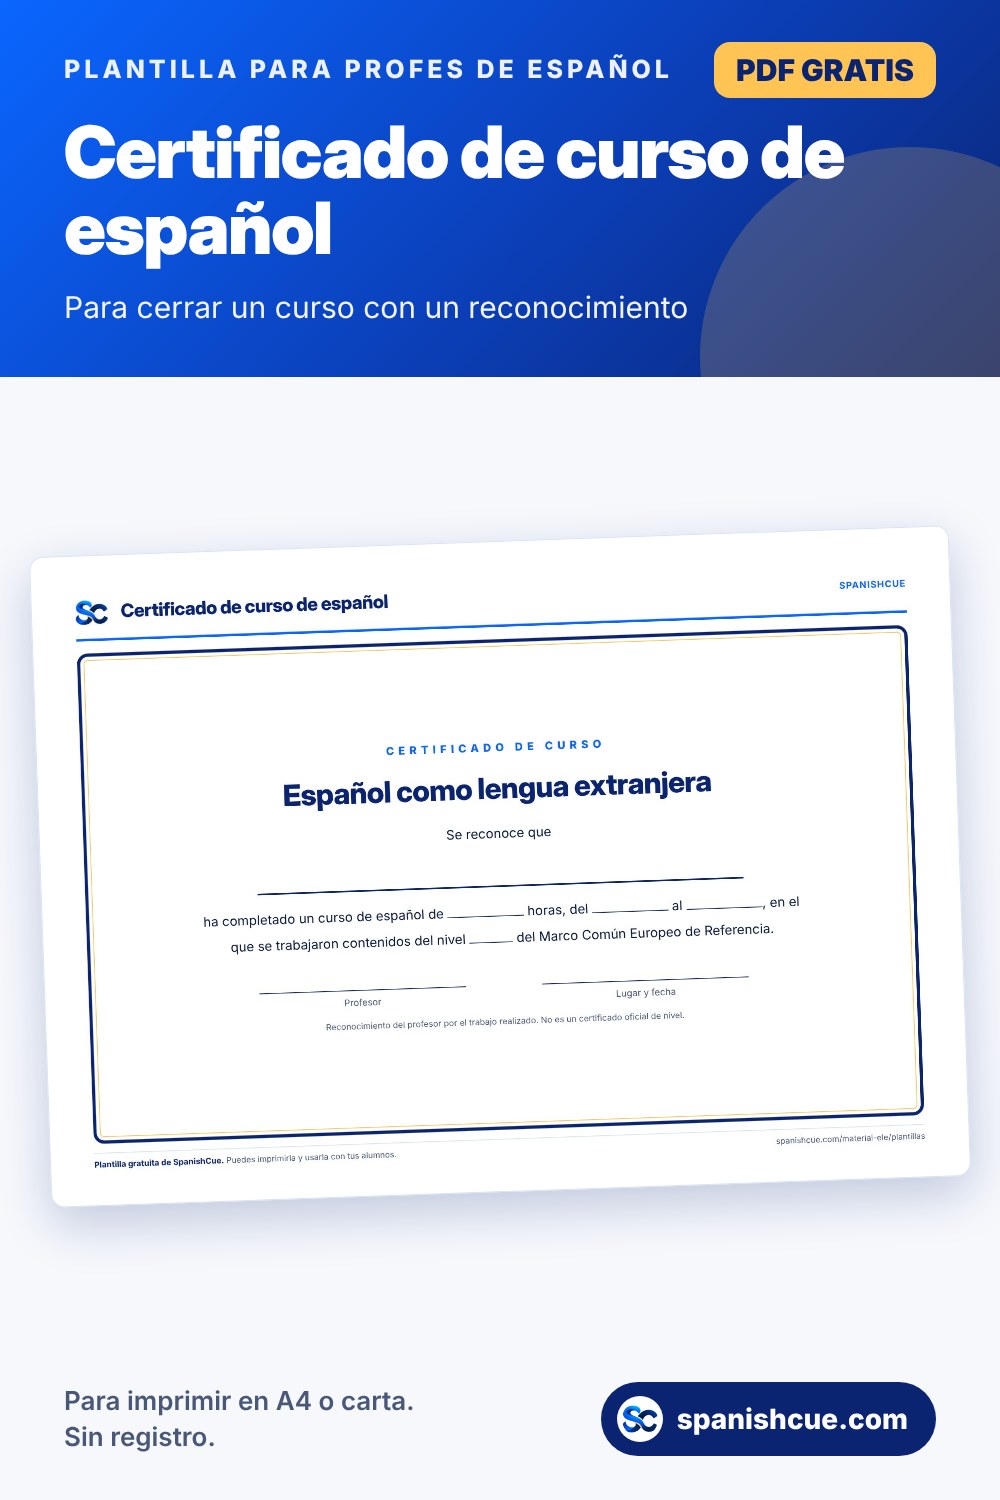 PLANTILLA PARA PROFES DE ESPAÑOL
PDF GRATIS
Certificado de curso de
español
Para cerrar un curso con un reconocimiento
SC Certificado de curso de español
SPANISHCUE
CERTIFICADO DE CURSO
Español como lengua extranjera
Se reconoce que
ha completado un curso de español de ________ horas, del ________ al ________, en el
que se trabajaron contenidos del nivel _____ del Marco Común Europeo de Referencia.
Profesor
Lugar y fecha
Reconocimiento del profesor por el trabajo realizado. No es un certificado oficial de nivel.
Plantilla gratuita de SpanishCue. Puedes imprimirla y usarla con tus alumnos.
spanishcue.com/material-ele/plantillas
Para imprimir en A4 o carta.
Sin registro.
SC spanishcue.com